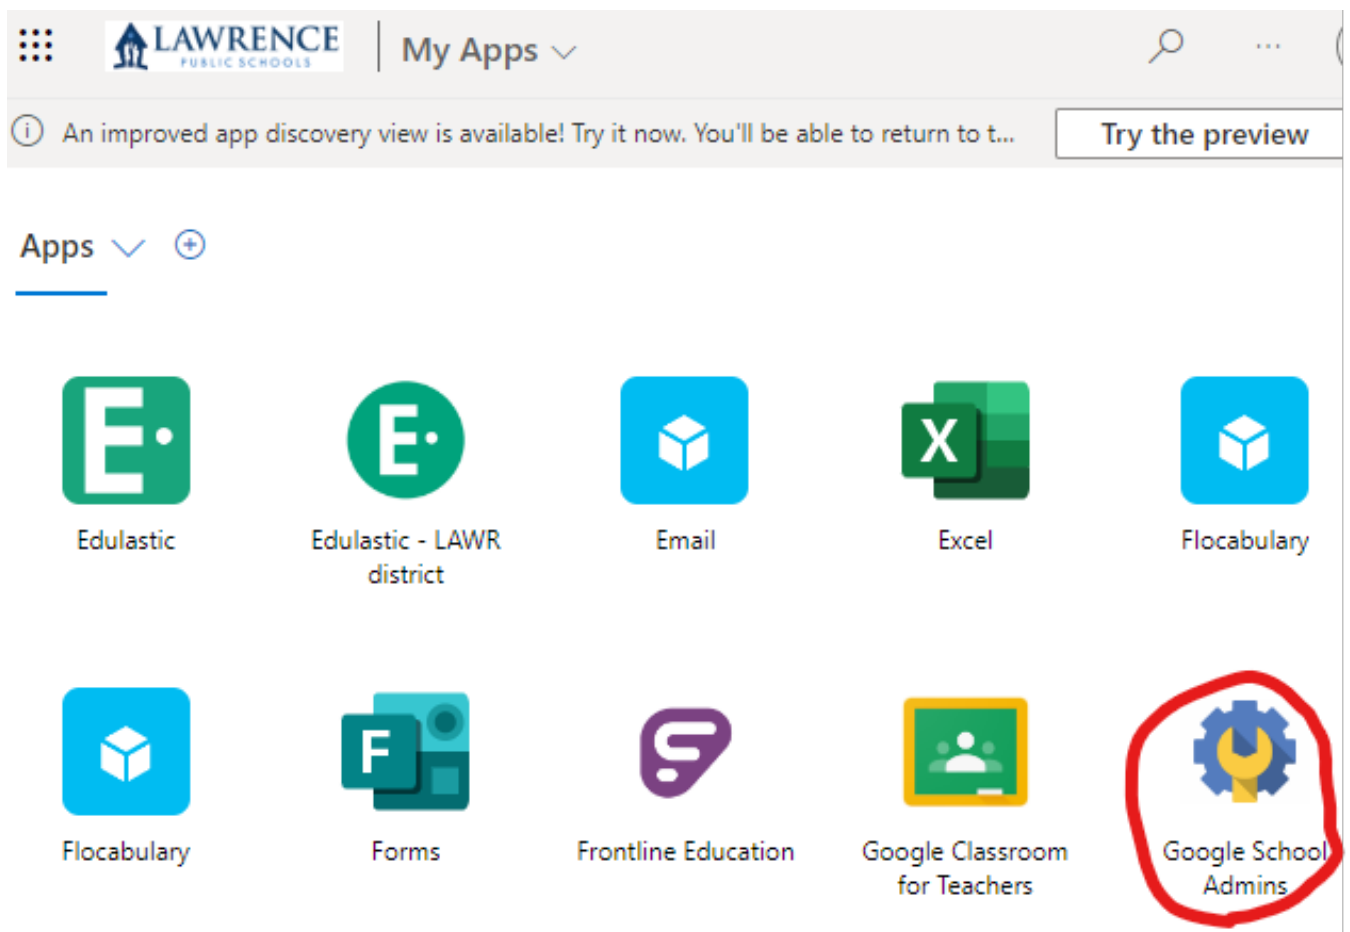 LAWRENCE
PUBLIC SCHOOLS
My Apps
An improved app discovery view is available! Try it now. You'll be able to return to t...
Try the preview
Apps
E
Edulastic
E
Edulastic - LAWR
district
Email
X
Excel
Flocabulary
Flocabulary
F
Forms
Frontline Education
Google Classroom
for Teachers
Google School
Admins